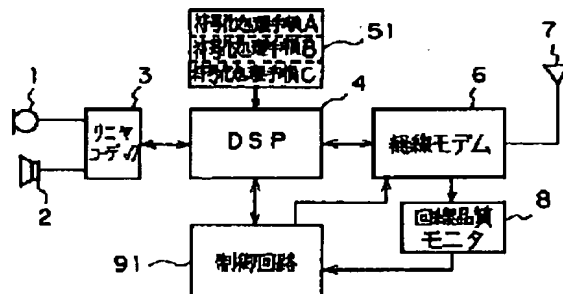 符号化処理手順A
符号化処理手順B
符号化処理手順C
51
1
2
3
リニヤ
コーデック
4
DSP
6
無線モデム
7
回線品質
モニタ
8
91
制御回路